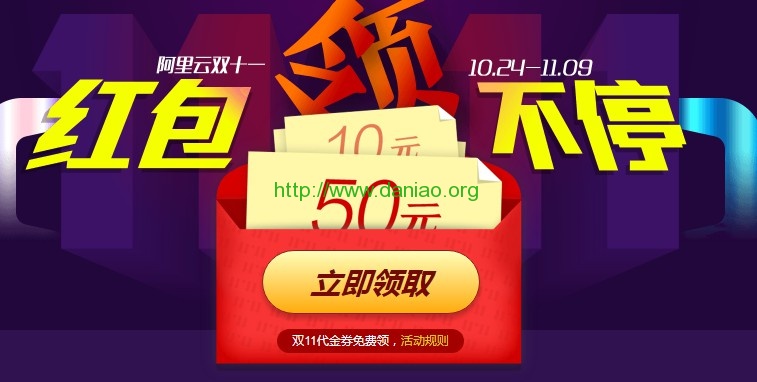 阿里云双十一
10.24-11.09
红包领不停
10元
http://www.daniao.org
50元
立即领取
双11代金券免费领，活动规则